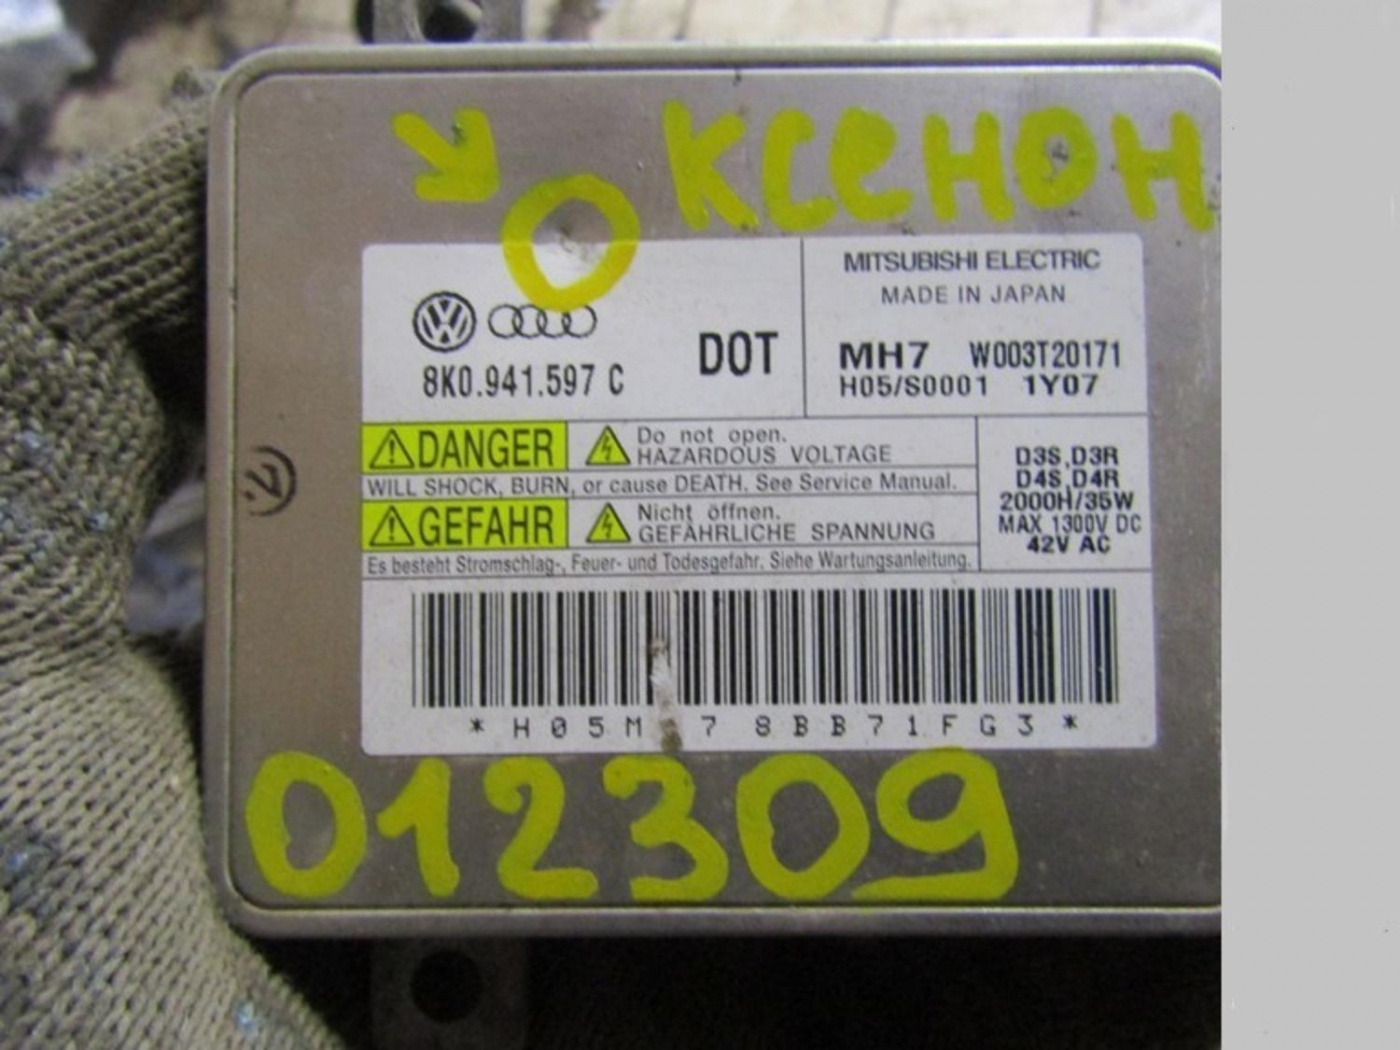 КСЕНОН
MITSUBISHI ELECTRIC
MADE IN JAPAN
8K0.941.597 C
DOT
MH7 W003T20171
H05/S0001 1Y07
DANGER
Do not open.
HAZARDOUS VOLTAGE
WILL SHOCK, BURN, or cause DEATH. See Service Manual.
GEFAHR
Nicht öffnen.
GEFÄHRLICHE SPANNUNG
Es besteht Stromschlag-, Feuer- und Todesgefahr. Siehe Wartungsanleitung.
D3S,D3R
D4S,D4R
2000H/35W
MAX 1300V DC
42V AC
*H05M 78BB71FG3*
012309